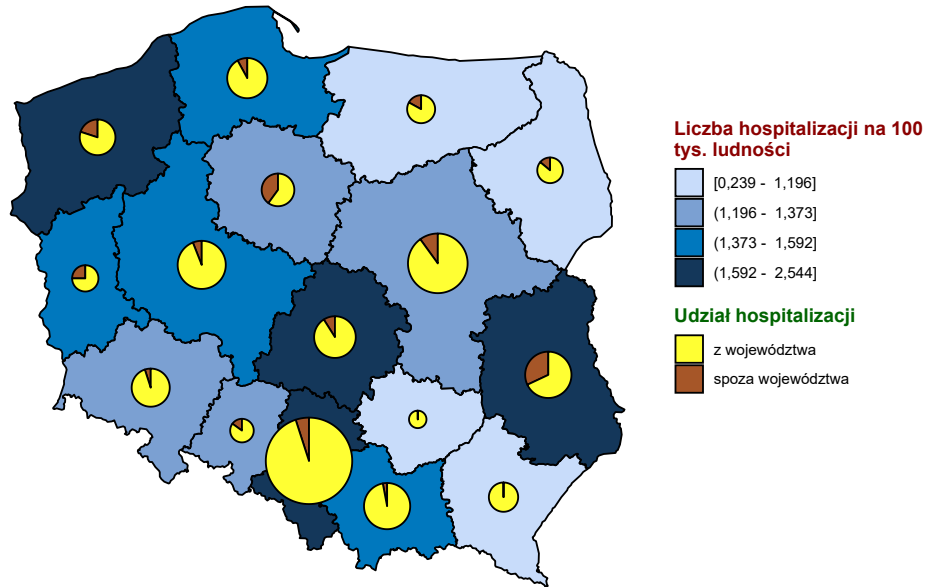 Liczba hospitalizacji na 100
tys. ludności
[0,239 - 1,196]
(1,196 - 1,373]
(1,373 - 1,592]
(1,592 - 2,544]
Udział hospitalizacji
z województwa
spoza województwa